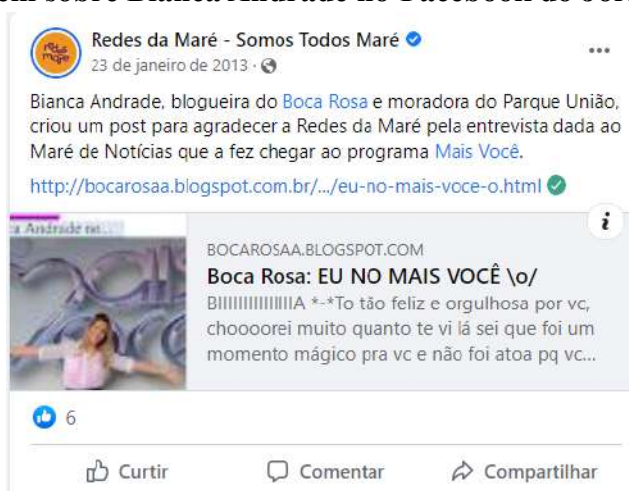 Redes da Maré - Somos Todos Maré
23 de janeiro de 2013 ·
Bianca Andrade, blogueira do Boca Rosa e moradora do Parque União,
criou um post para agradecer a Redes da Maré pela entrevista dada ao
Maré de Notícias que a fez chegar ao programa Mais Você.
http://bocarosaa.blogspot.com.br/.../eu-no-mais-voce-o.html
BOCAROSAA.BLOGSPOT.COM
Boca Rosa: EU NO MAIS VOCÊ \o/
BIIIIIIIIIIIIIIA *-*To tão feliz e orgulhosa por vc,
chooooorei muito quanto te vi lá sei que foi um
momento mágico pra vc e não foi atoa pq vc...
6
Curtir
Comentar
Compartilhar